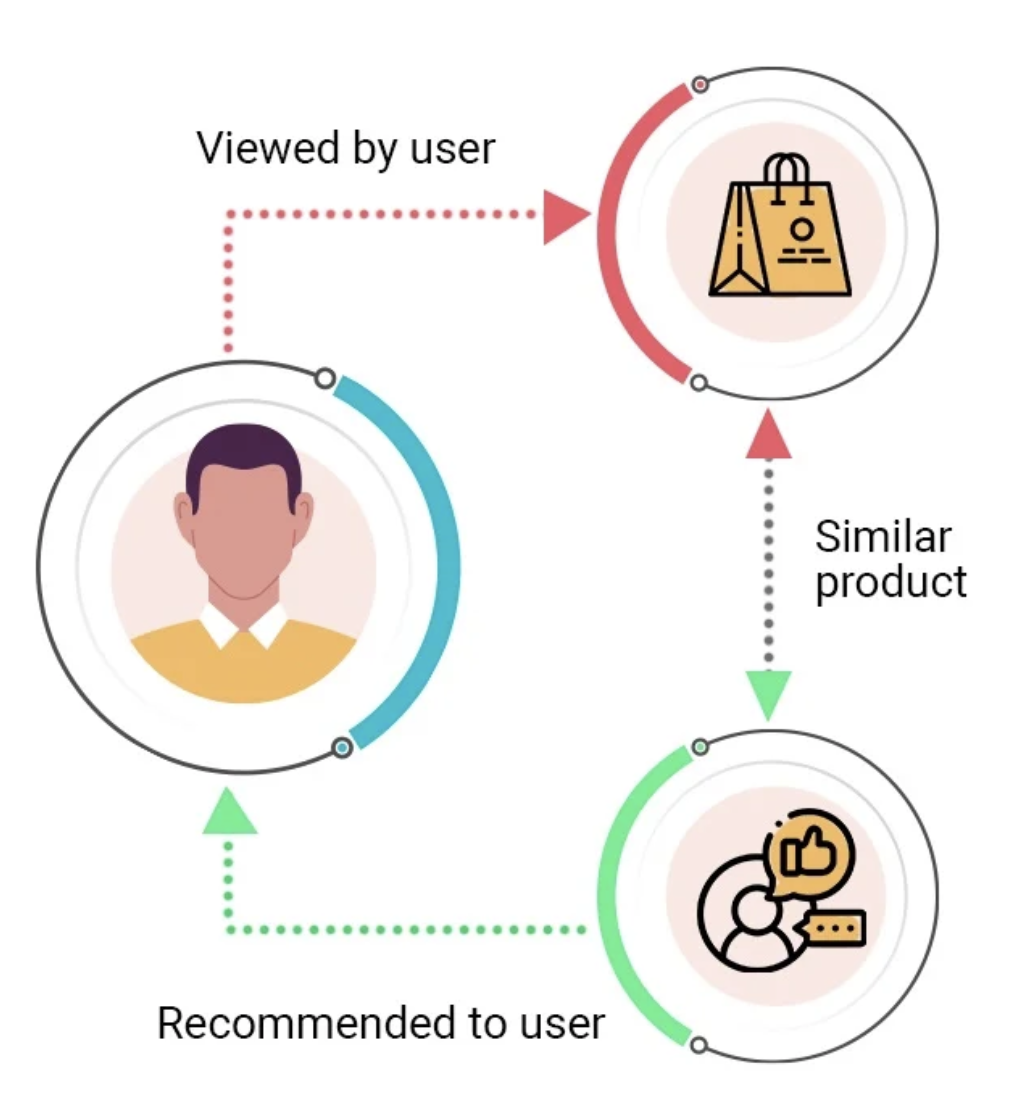 Viewed by user
Similar
product
Recommended to user